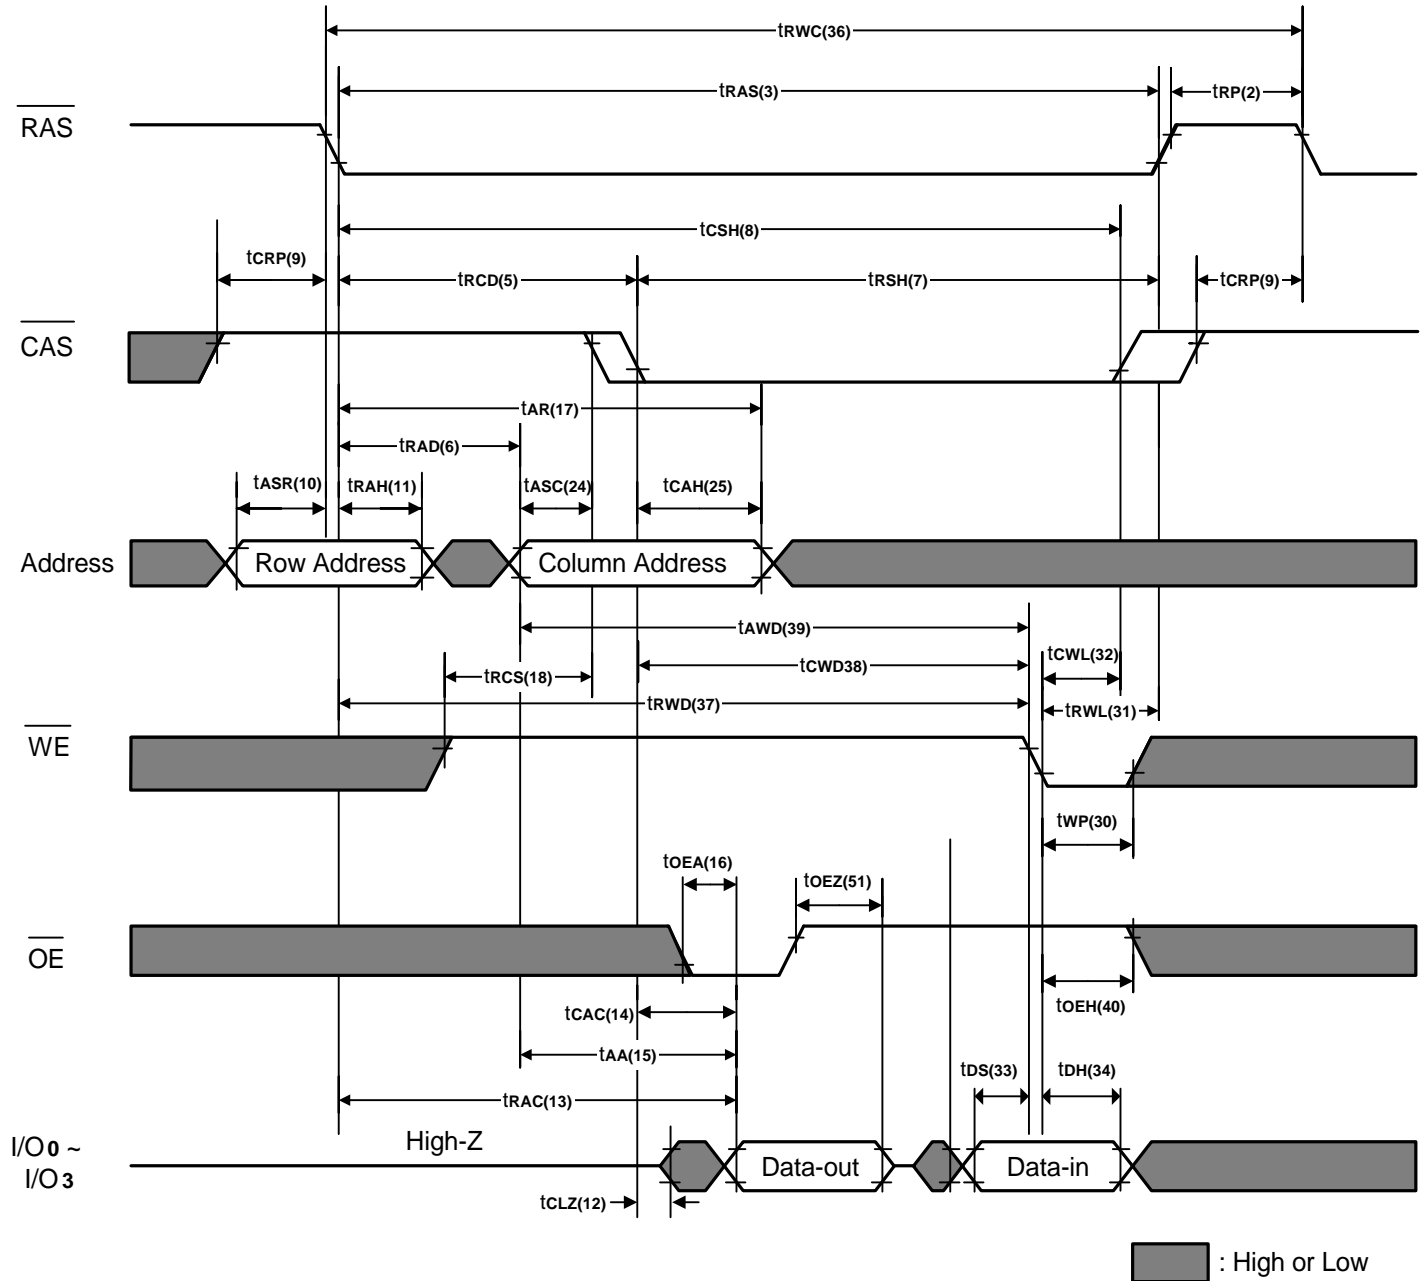 tRWC(36)
tRAS(3)
tRP(2)
RAS
tCSH(8)
tCRP(9)
tRCD(5)
tRSH(7)
tCRP(9)
CAS
tAR(17)
tRAD(6)
tASR(10)
tRAH(11)
tASC(24)
tCAH(25)
Address
Row Address
Column Address
tAWD(39)
tCWD38)
tCWL(32)
tRCS(18)
tRWD(37)
tRWL(31)
WE
tWP(30)
tOEA(16)
tOEZ(51)
OE
tCAC(14)
tOEH(40)
tAA(15)
tDS(33)
tDH(34)
tRAC(13)
High-Z
I/O0 ~
I/O3
Data-out
Data-in
tCLZ(12)
: High or Low